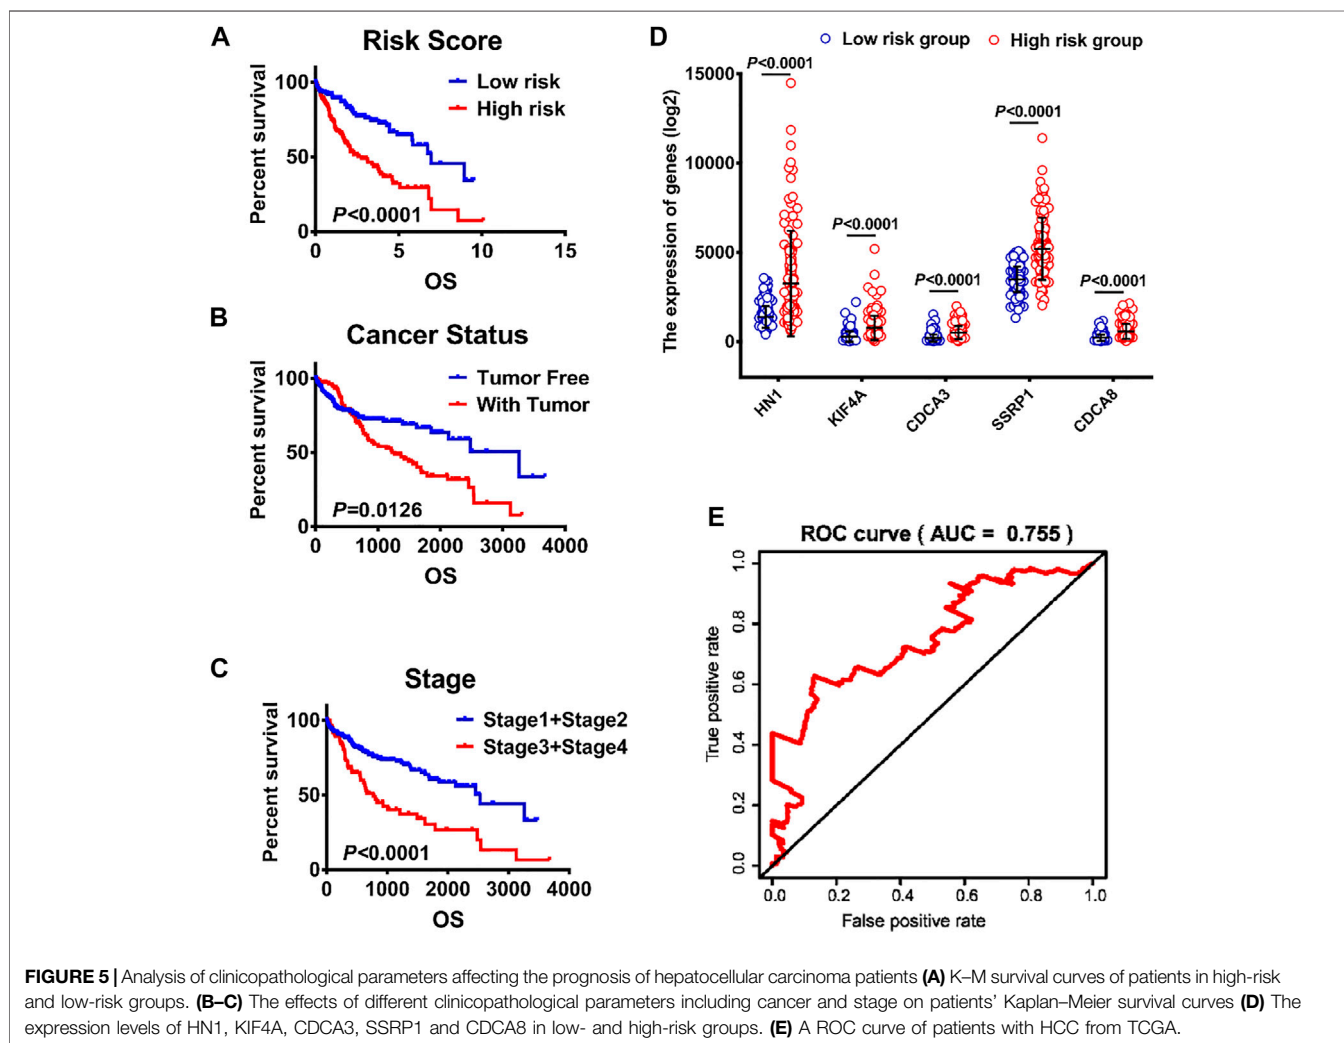 A
Risk Score
Percent survival
100
50
0
Low risk
High risk
P<0.0001
0 5 10 15
OS
B
Cancer Status
Percent survival
100
50
0
Tumor Free
With Tumor
P=0.0126
0 1000 2000 3000 4000
OS
C
Stage
Percent survival
100
50
0
Stage1+Stage2
Stage3+Stage4
P<0.0001
0 1000 2000 3000 4000
OS
D
Low risk group High risk group
The expression of genes (log2)
15000
10000
5000
0
P<0.0001
P<0.0001
P<0.0001
P<0.0001
P<0.0001
HN1 KIF4A CDCA3 SSRP1 CDCA8
E
ROC curve ( AUC = 0.755 )
True positive rate
1.0
0.8
0.6
0.4
0.2
0.0
0.0 0.2 0.4 0.6 0.8 1.0
False positive rate
FIGURE 5 | Analysis of clinicopathological parameters affecting the prognosis of hepatocellular carcinoma patients (A) K–M survival curves of patients in high-risk
and low-risk groups. (B–C) The effects of different clinicopathological parameters including cancer and stage on patients’ Kaplan–Meier survival curves (D) The
expression levels of HN1, KIF4A, CDCA3, SSRP1 and CDCA8 in low- and high-risk groups. (E) A ROC curve of patients with HCC from TCGA.